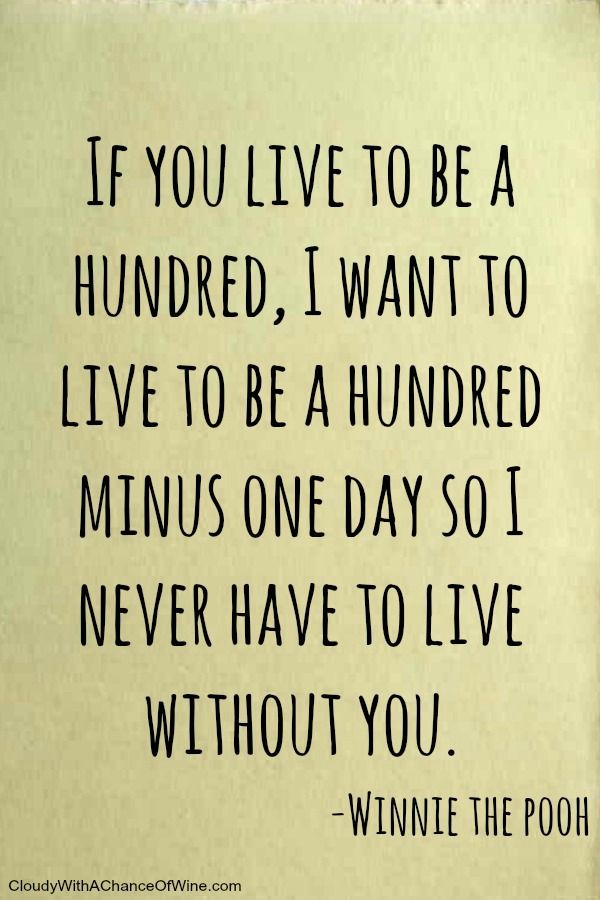 If you live to be a
hundred, I want to
live to be a hundred
minus one day so I
never have to live
without you.
-Winnie the pooh
CloudyWithAChanceOfWine.com